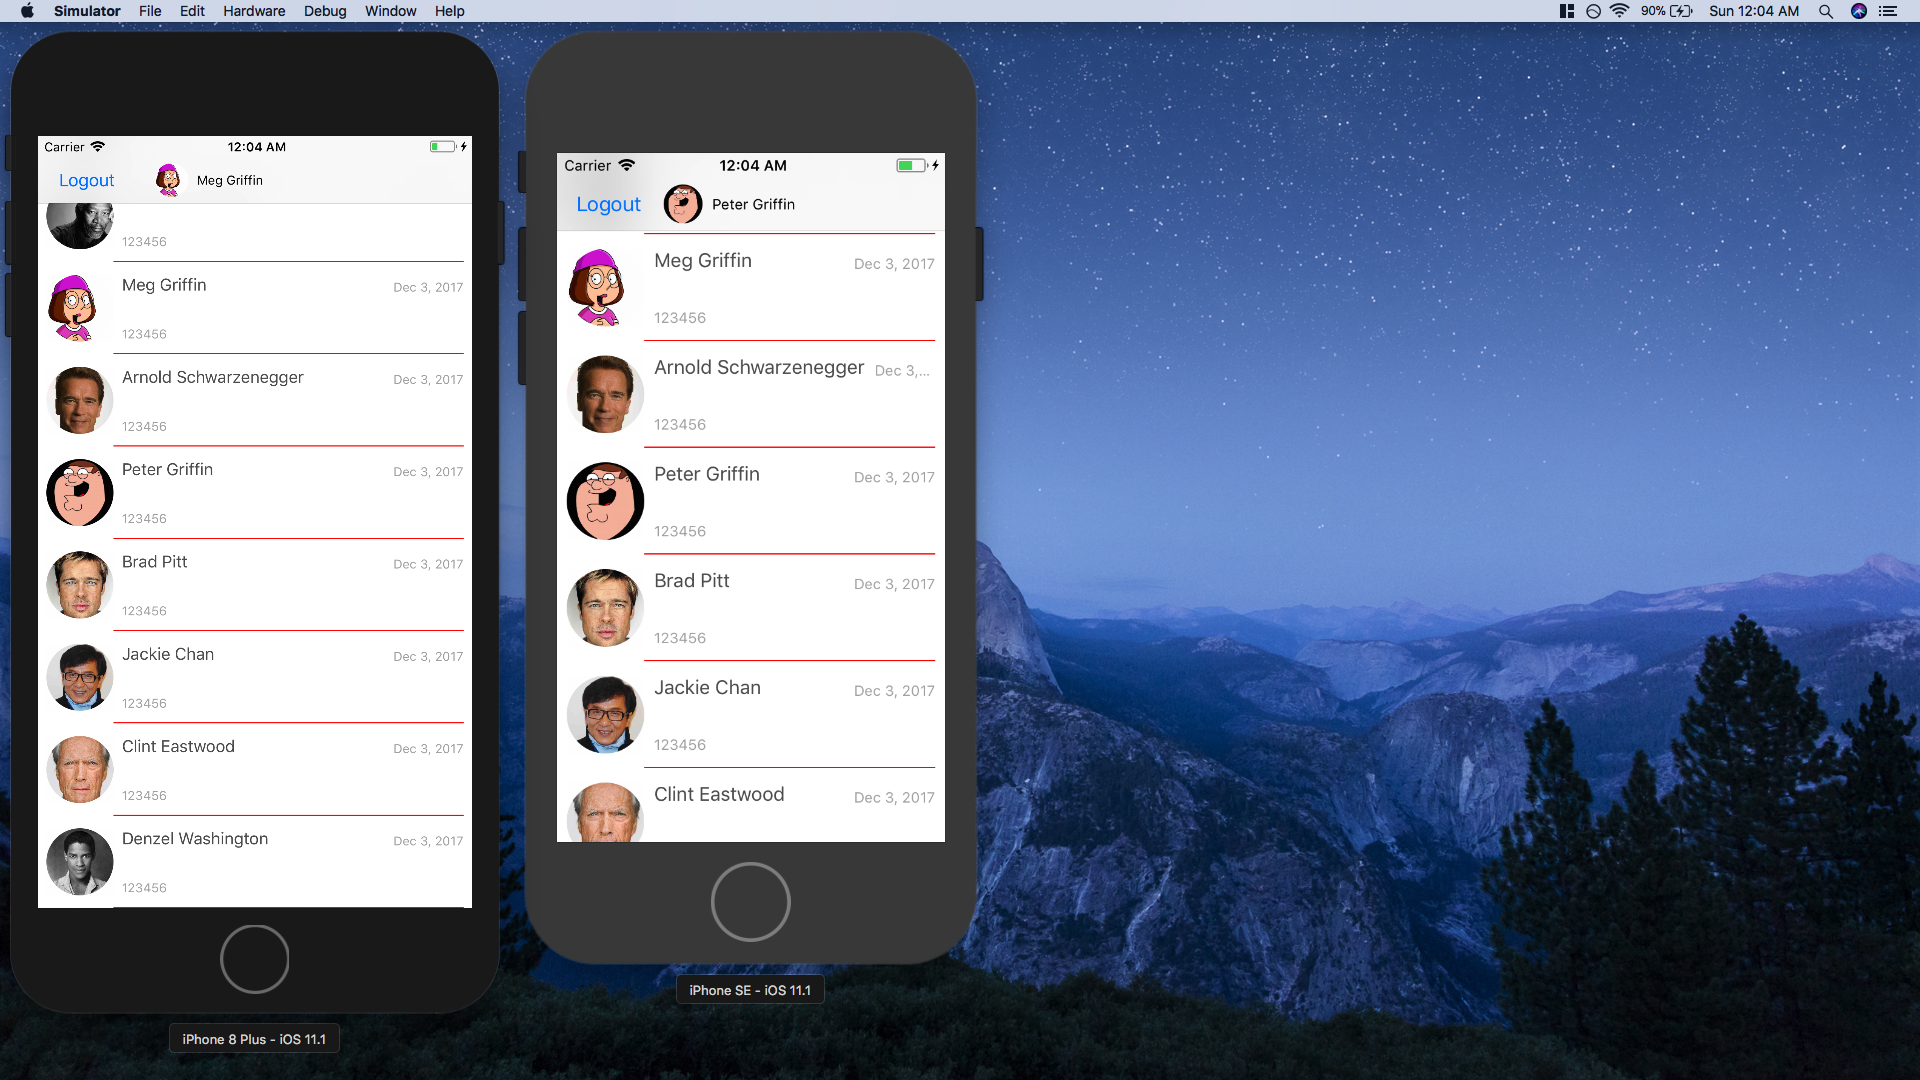 Simulator File Edit Hardware Debug Window Help
90% Sun 12:04 AM
Carrier 12:04 AM
Logout Meg Griffin
123456
Meg Griffin Dec 3, 2017
123456
Arnold Schwarzenegger Dec 3, 2017
123456
Peter Griffin Dec 3, 2017
123456
Brad Pitt Dec 3, 2017
123456
Jackie Chan Dec 3, 2017
123456
Clint Eastwood Dec 3, 2017
123456
Denzel Washington Dec 3, 2017
123456
iPhone 8 Plus - iOS 11.1
Carrier 12:04 AM
Logout Peter Griffin
Meg Griffin Dec 3, 2017
123456
Arnold Schwarzenegger Dec 3,...
123456
Peter Griffin Dec 3, 2017
123456
Brad Pitt Dec 3, 2017
123456
Jackie Chan Dec 3, 2017
123456
Clint Eastwood Dec 3, 2017
iPhone SE - iOS 11.1